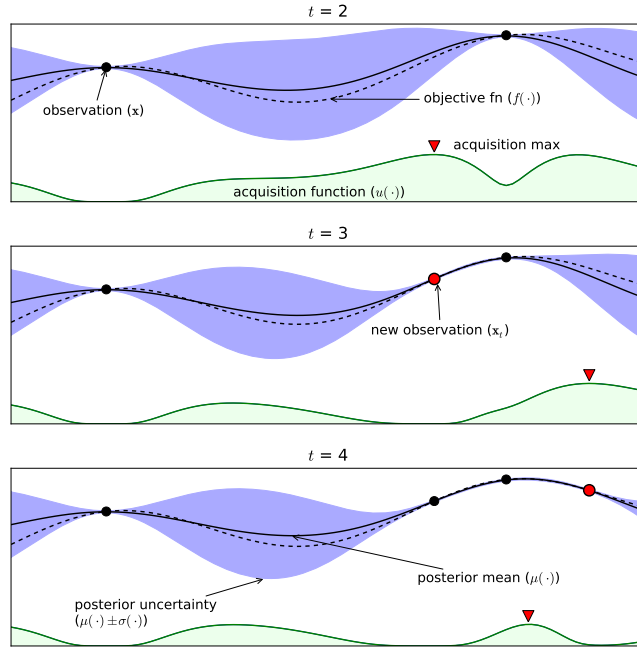 t = 2
observation (x)
objective fn (f(·))
acquisition max
acquisition function (u(·))
t = 3
new observation (xₜ)
t = 4
posterior mean (μ(·))
posterior uncertainty
(μ(·)±σ(·))